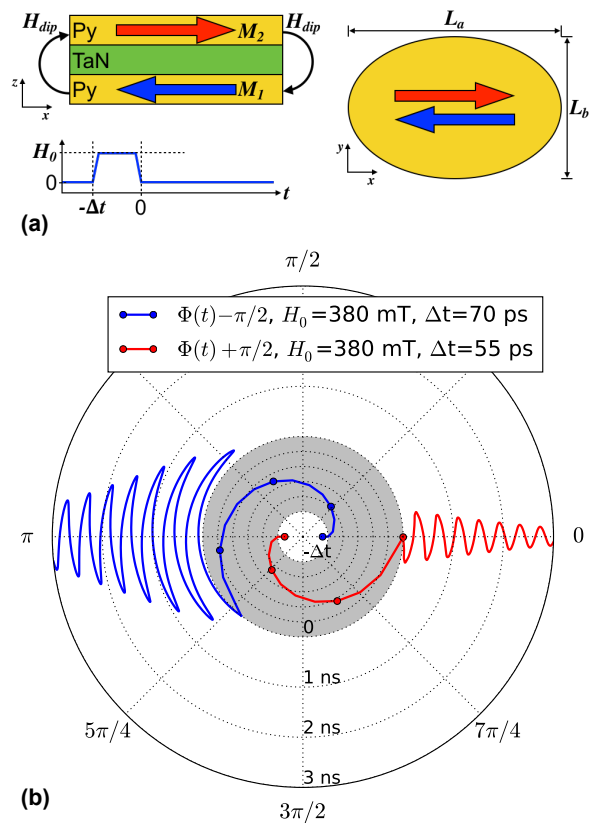 H_dip Py M_2 H_dip
TaN
Py M_1
z
x
H_0
0
-Δt 0 t
L_a
L_b
y
x
(a)
π/2
Φ(t)−π/2, H_0=380 mT, Δt=70 ps
Φ(t)+π/2, H_0=380 mT, Δt=55 ps
π
0
-Δt
0
1 ns
5π/4
7π/4
2 ns
3 ns
(b)
3π/2